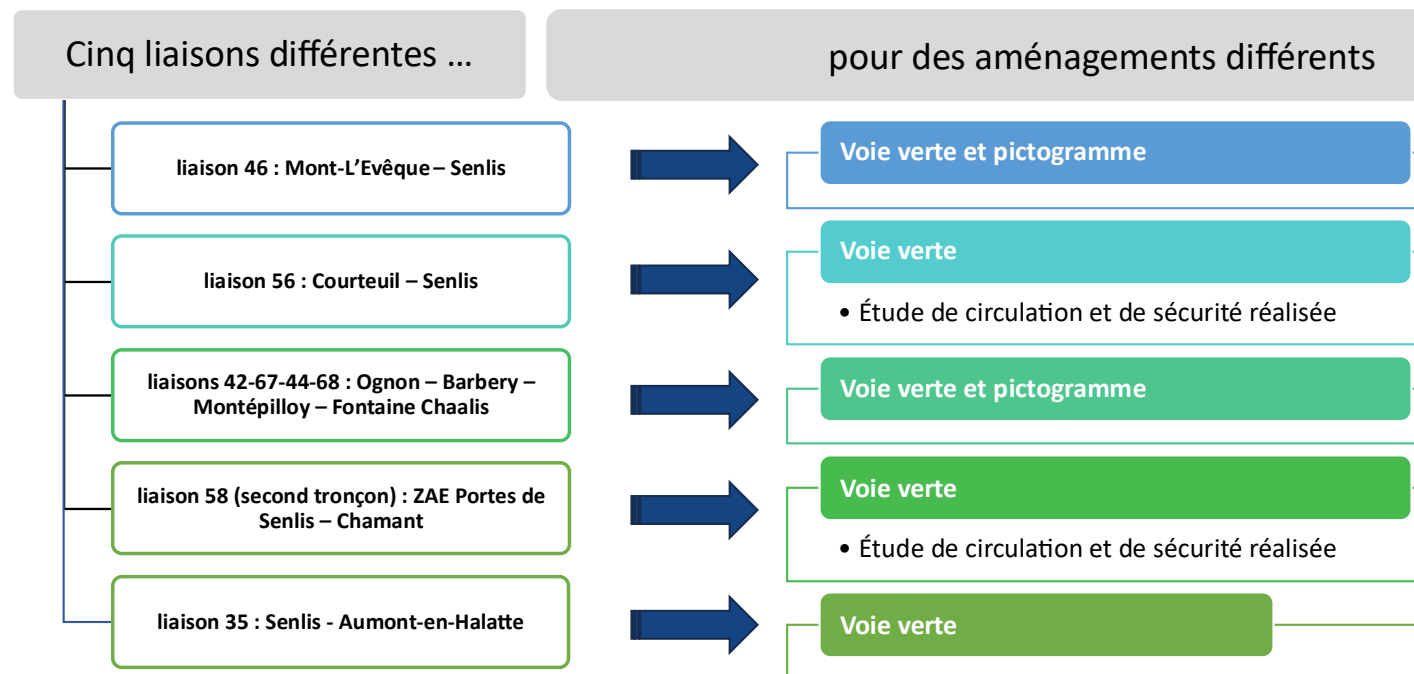 Cinq liaisons différentes …
pour des aménagements différents
liaison 46 : Mont-L’Evêque – Senlis
Voie verte et pictogramme
liaison 56 : Courteuil – Senlis
Voie verte
• Étude de circulation et de sécurité réalisée
liaisons 42-67-44-68 : Ognon – Barbery –
Montépilloy – Fontaine Chaalis
Voie verte et pictogramme
liaison 58 (second tronçon) : ZAE Portes de
Senlis – Chamant
Voie verte
• Étude de circulation et de sécurité réalisée
liaison 35 : Senlis - Aumont-en-Halatte
Voie verte